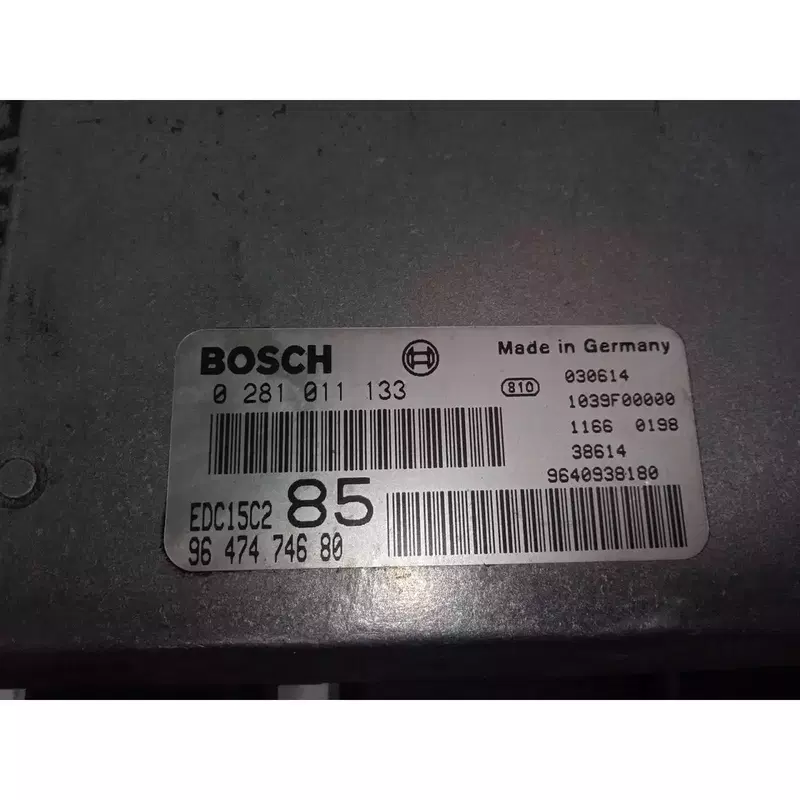 BOSCH
Made in Germany
0 281 011 133
810
030614
1039F00000
1166 0198
38614
9640938180
EDC15C2 85
96 474 746 80